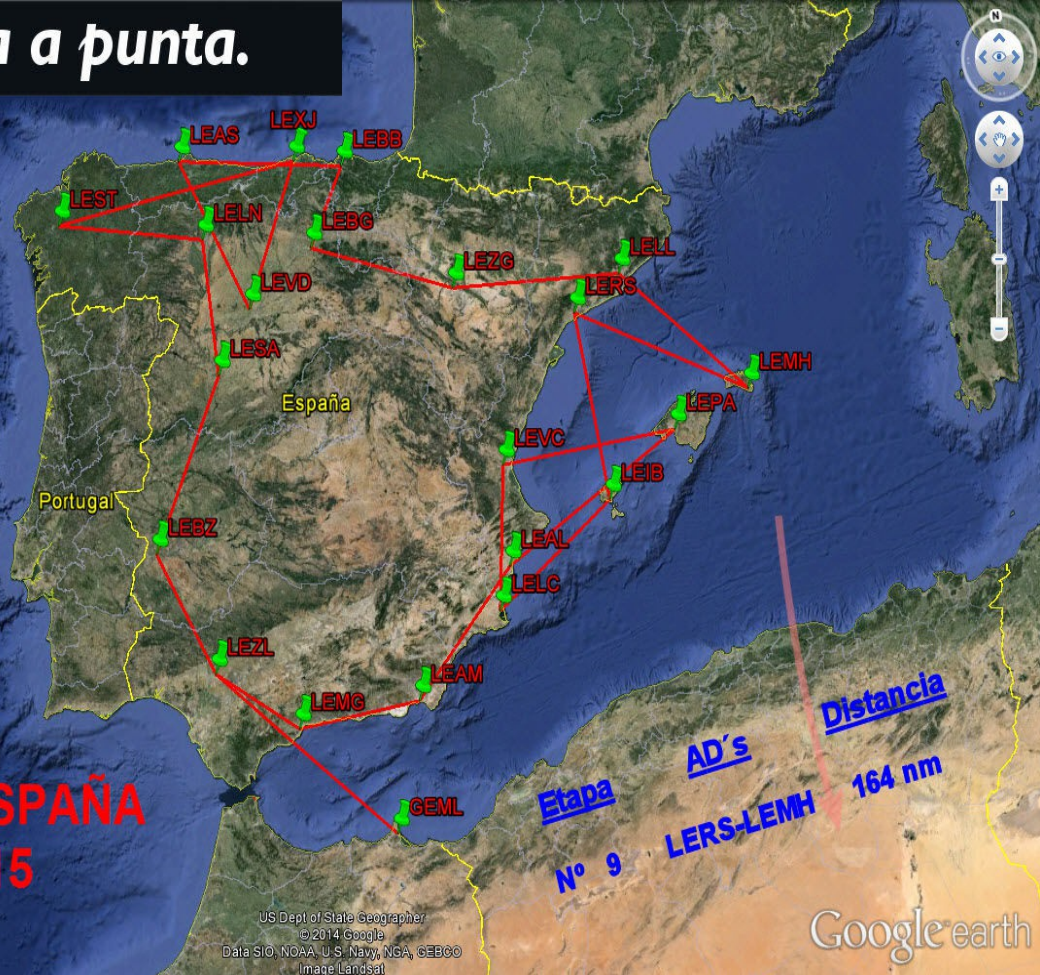 a a punta.
N
LEXJ
LEAS
LEBB
LEST
LELN
LEBG
LELL
LEZG
LEVD
LERS
LESA
LEMH
España
LEPA
LEVC
LEIB
Portugal
LEBZ
LEAL
LELC
LEZL
LEAM
LEMG
Etapa AD´s Distancia
Nº 9 LERS-LEMH 164 nm
SPAÑA
15
GEML
US Dept of State Geographer
© 2014 Google
Data SIO, NOAA, U.S. Navy, NGA, GEBCO
Image Landsat
Google earth